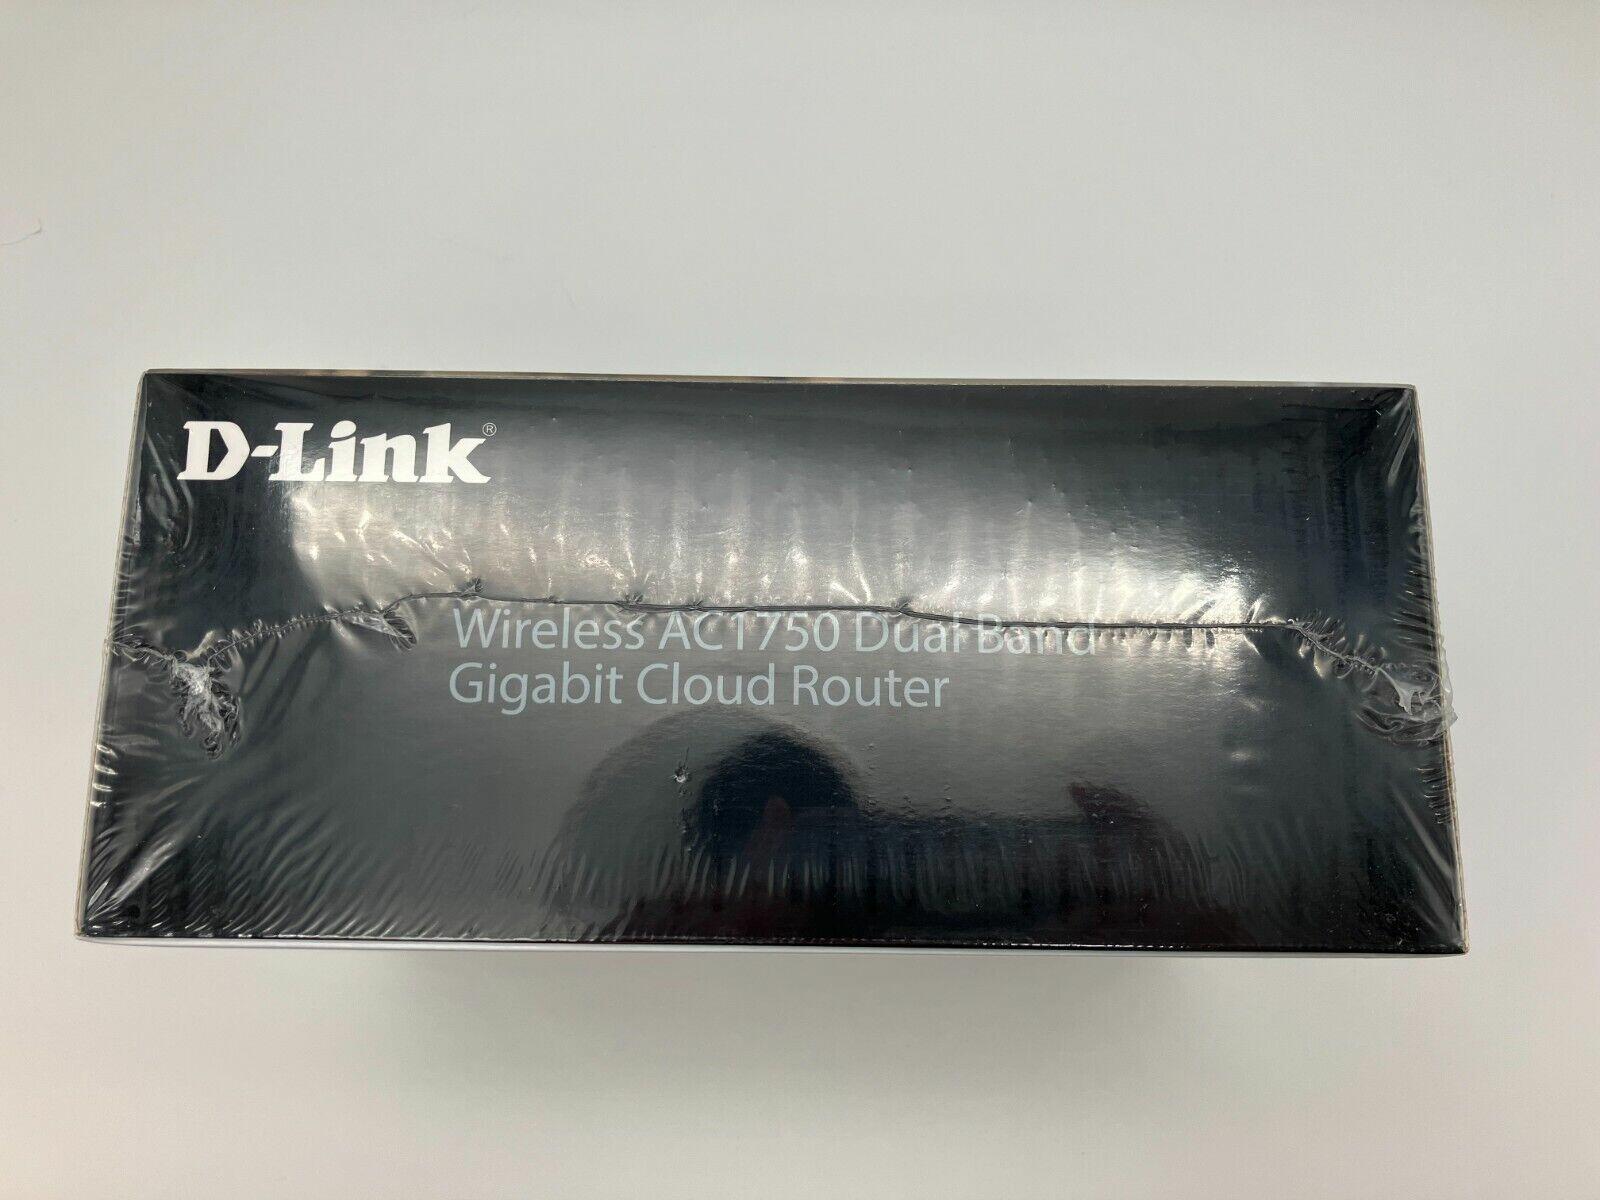 D-Link®
Wireless AC1750 Dual Band
Gigabit Cloud Router